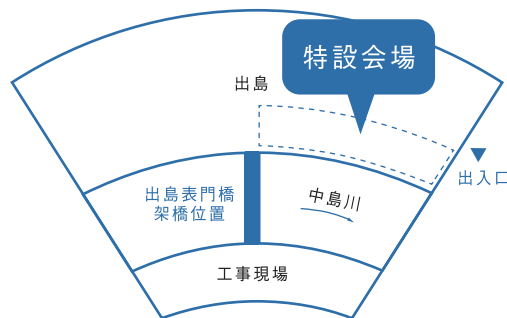 特設会場
出島
出入口
出島表門橋
架橋位置
中島川
工事現場